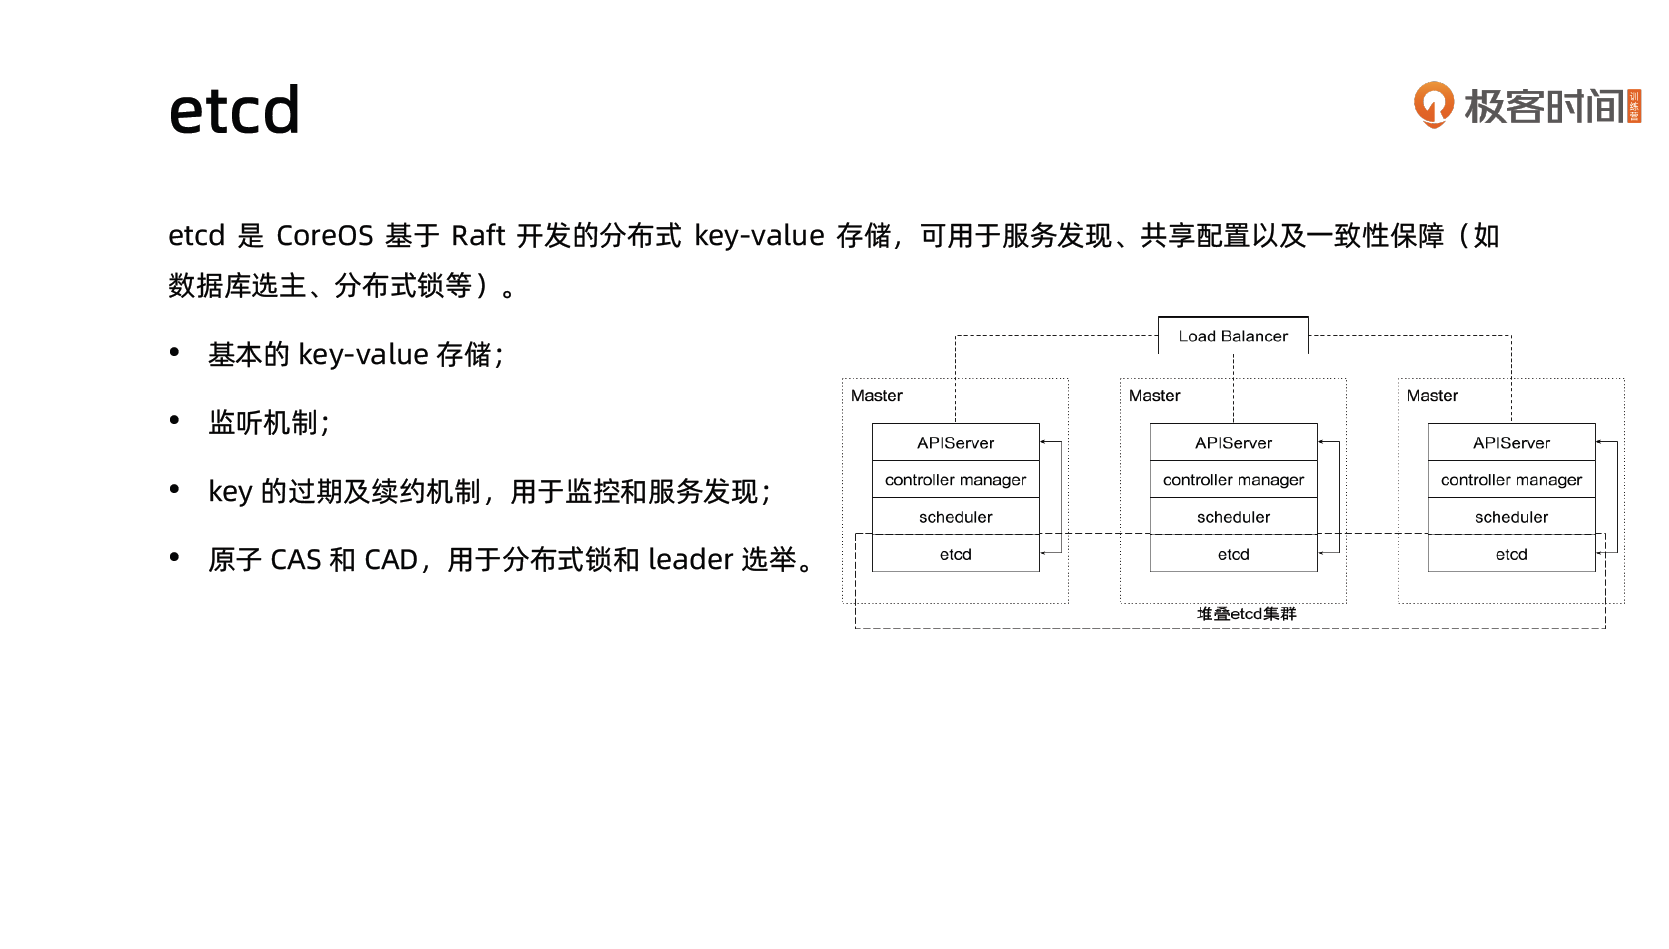 etcd
极客时间
训练营
etcd 是 CoreOS 基于 Raft 开发的分布式 key-value 存储，可用于服务发现、共享配置以及一致性保障（如
数据库选主、分布式锁等）。
• 基本的 key-value 存储；
• 监听机制；
• key 的过期及续约机制，用于监控和服务发现；
• 原子 CAS 和 CAD，用于分布式锁和 leader 选举。
Load Balancer
Master
APIServer
controller manager
scheduler
etcd
Master
APIServer
controller manager
scheduler
etcd
Master
APIServer
controller manager
scheduler
etcd
堆叠etcd集群